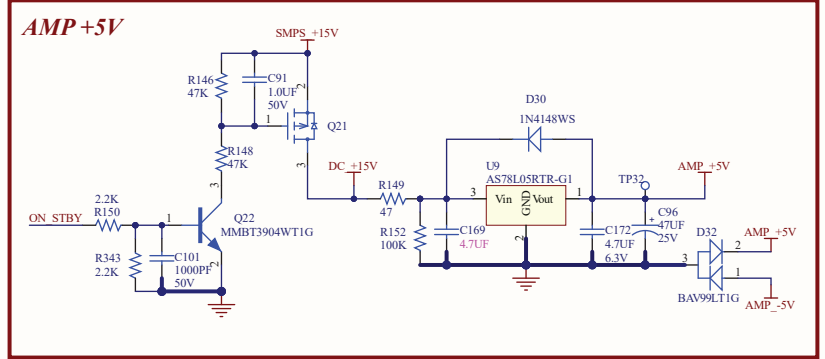 AMP +5V
SMPS_+15V
R146
47K
C91
1.0UF
50V
2
1
Q21
3
R148
47K
DC_+15V
D30
1N4148WS
U9
AS78L05RTR-G1
3
Vin
GND
Vout
1
2
R149
47
TP32
AMP_+5V
2.2K
R150
ON_STBY
1
3
Q22
MMBT3904WT1G
2
R343
2.2K
C101
1000PF
50V
R152
100K
C169
4.7UF
C172
4.7UF
6.3V
+
C96
47UF
25V
D32
AMP_+5V
2
3
1
BAV99LT1G
AMP_-5V